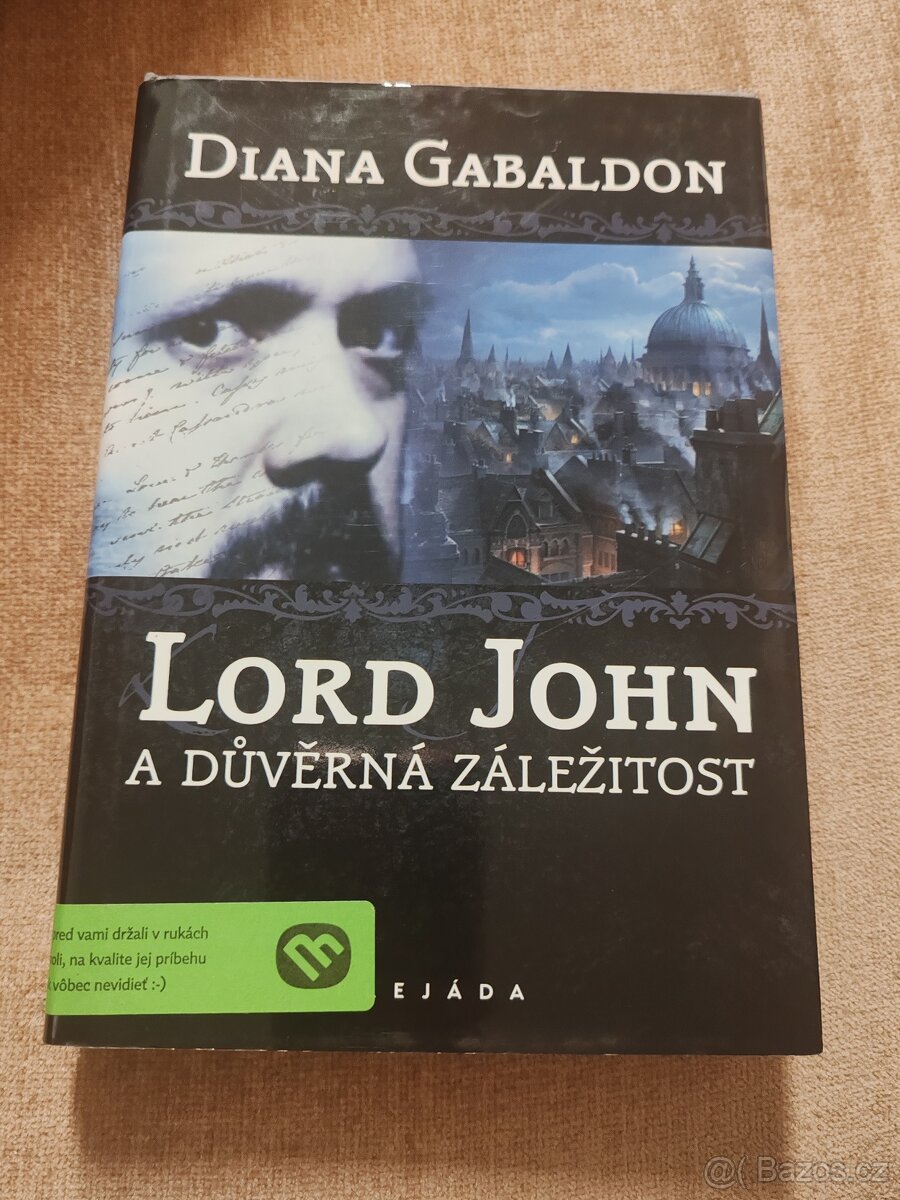 DIANA GABALDON
LORD JOHN
A DŮVĚRNÁ ZÁLEŽITOST
pred vami držali v rukách
oli, na kvalite jej príbehu
vôbec nevidieť :-)
EJÁDA
@( Bazos.cz